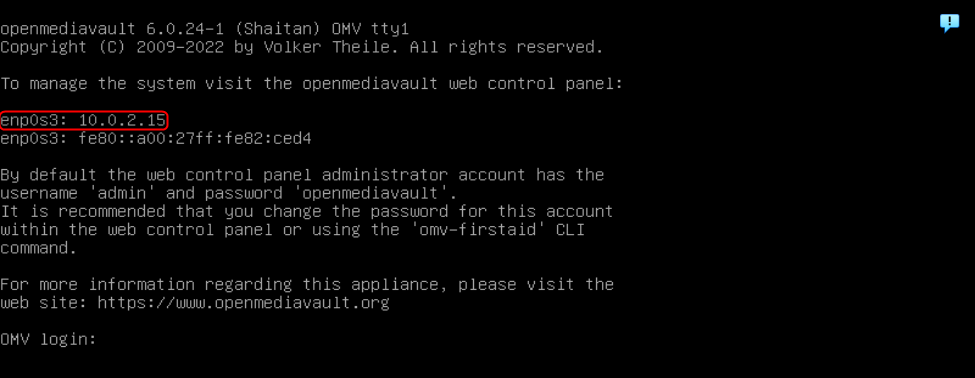 openmediavault 6.0.24-1 (Shaitan) OMV tty1
Copyright (C) 2009-2022 by Volker Theile. All rights reserved.
To manage the system visit the openmediavault web control panel:
enp0s3: 10.0.2.15
enp0s3: fe80::a00:27ff:fe82:ced4
By default the web control panel administrator account has the
username 'admin' and password 'openmediavault'.
It is recommended that you change the password for this account
within the web control panel or using the 'omv-firstaid' CLI
command.
For more information regarding this appliance, please visit the
web site: https://www.openmediavault.org
OMV login: